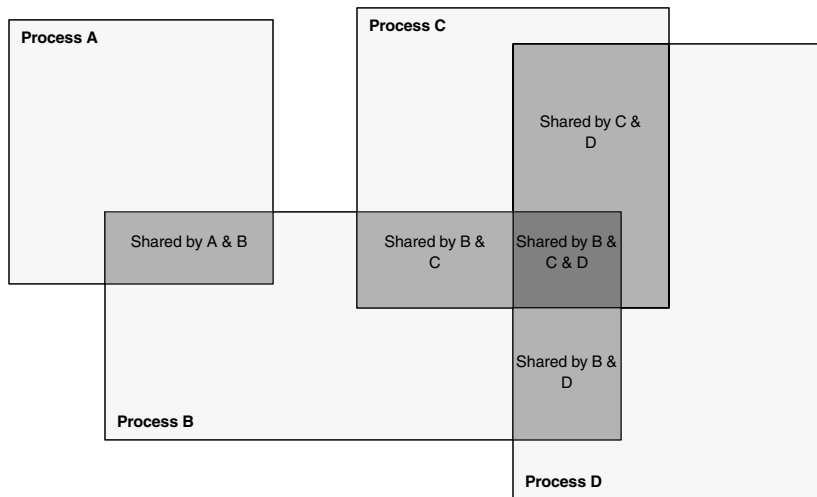 Process A
Process C
Shared by C &
D
Shared by A & B
Shared by B &
C
Shared by B &
C & D
Shared by B &
D
Process B
Process D